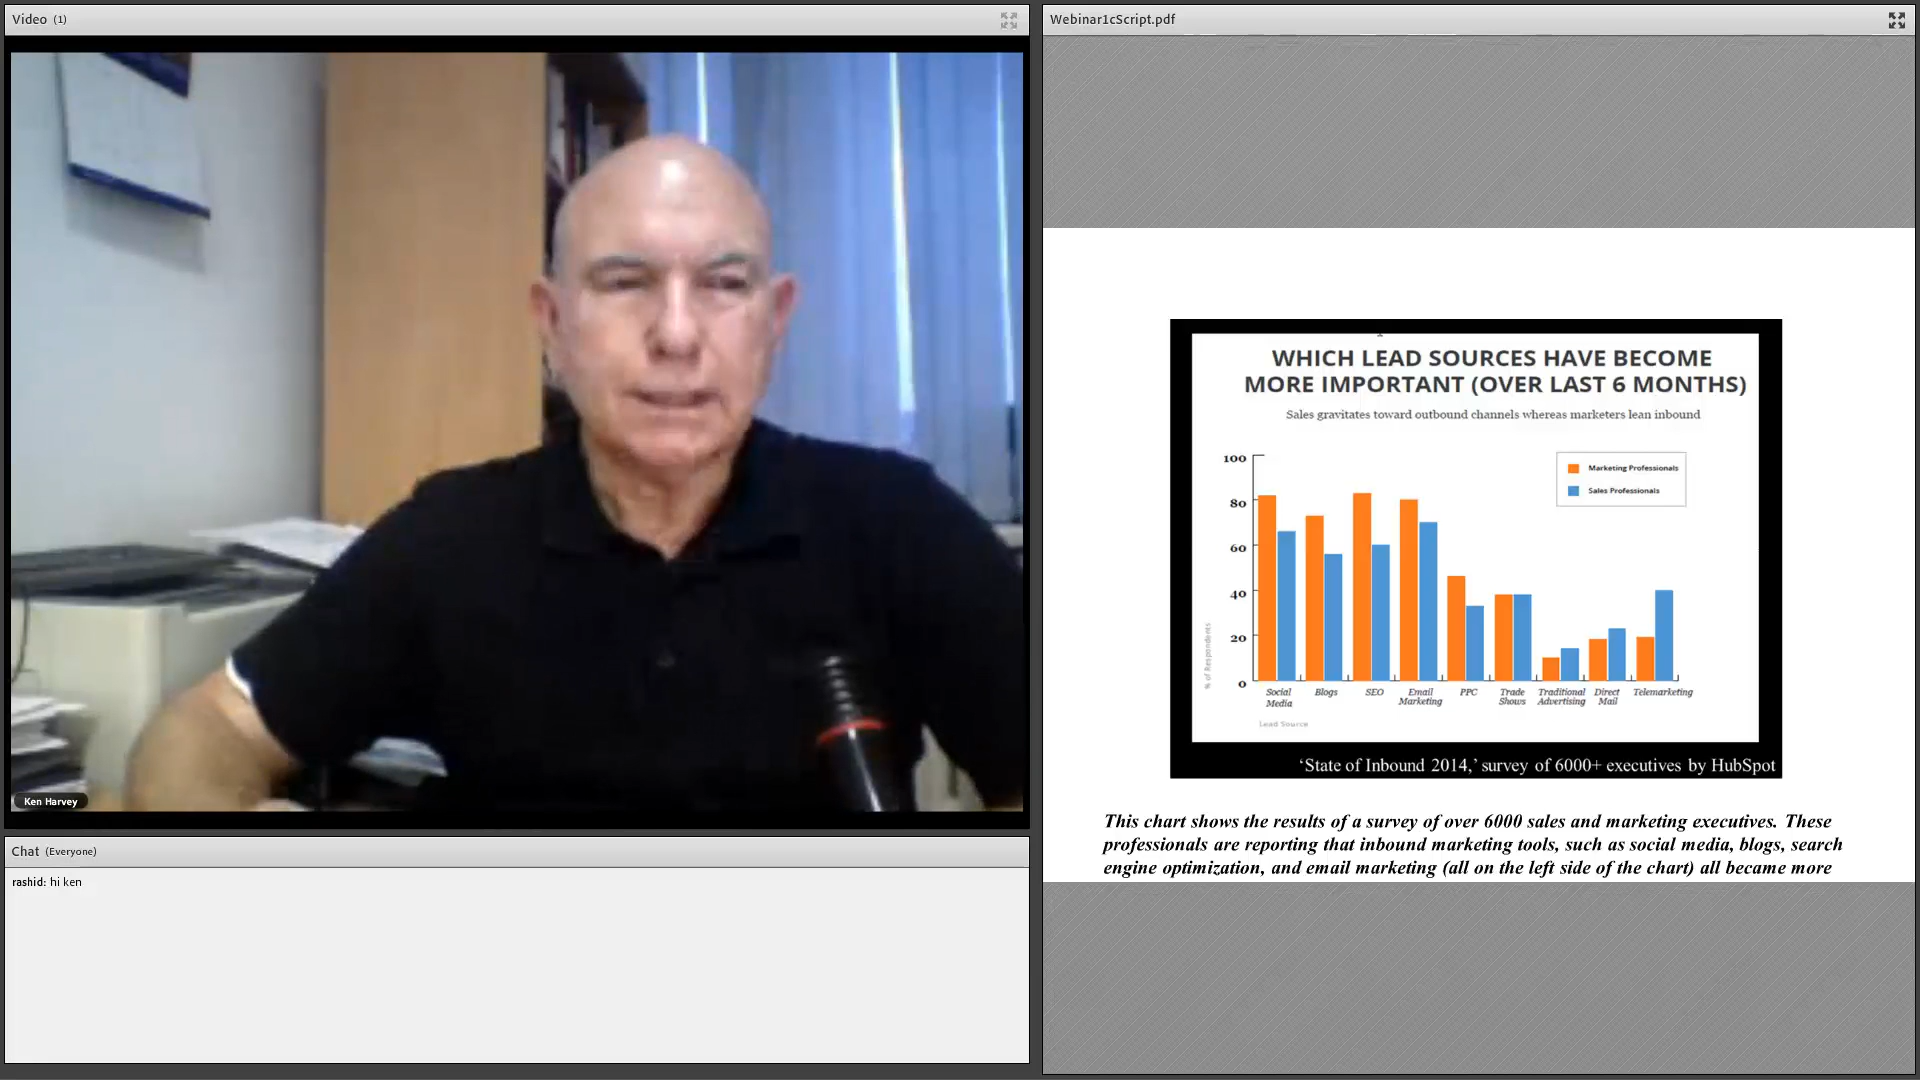 Video (1)
Ken Harvey
Chat (Everyone)
rashid: hi ken
Webinar1cScript.pdf
WHICH LEAD SOURCES HAVE BECOME
MORE IMPORTANT (OVER LAST 6 MONTHS)
Sales gravitates toward outbound channels whereas marketers lean inbound
Marketing Professionals
Sales Professionals
% of Respondents
100
80
60
40
20
0
Social
Media
Blogs
SEO
Email
Marketing
PPC
Trade
Shows
Traditional
Advertising
Direct
Mail
Telemarketing
Lead Source
‘State of Inbound 2014,’ survey of 6000+ executives by HubSpot
This chart shows the results of a survey of over 6000 sales and marketing executives. These
professionals are reporting that inbound marketing tools, such as social media, blogs, search
engine optimization, and email marketing (all on the left side of the chart) all became more